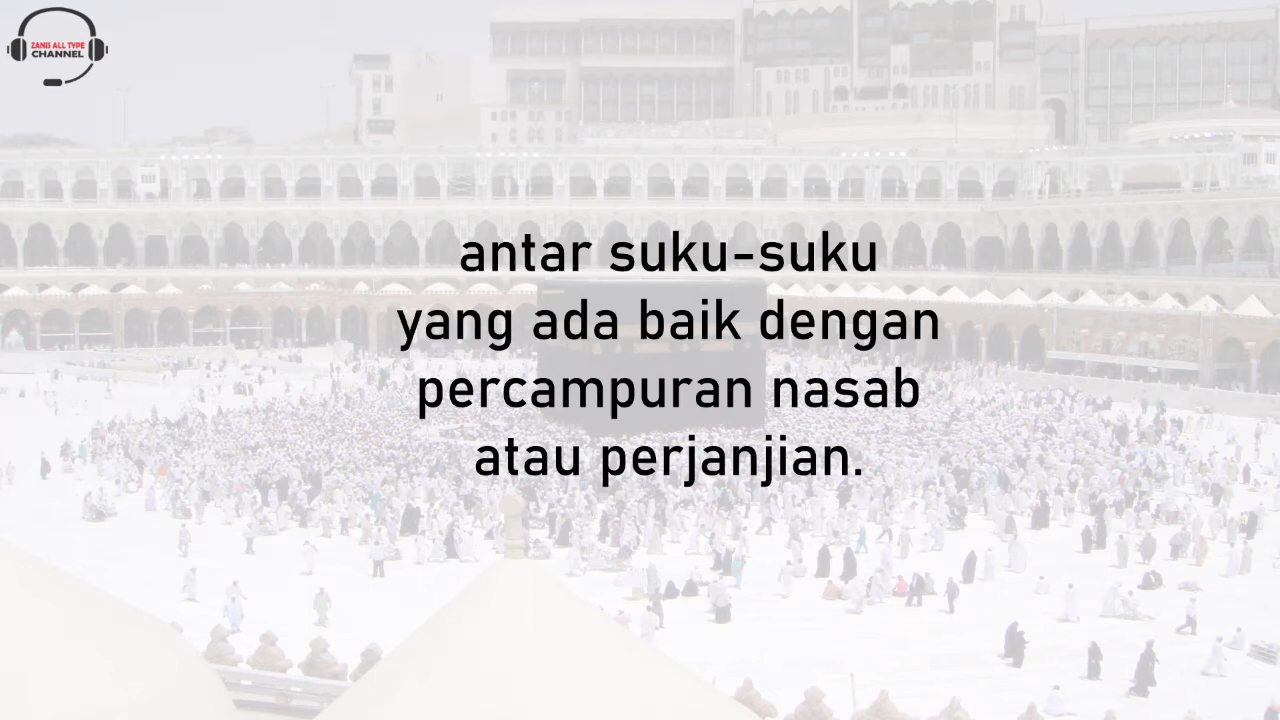 ZANIS ALL TYPE
CHANNEL
antar suku-suku
yang ada baik dengan
percampuran nasab
atau perjanjian.